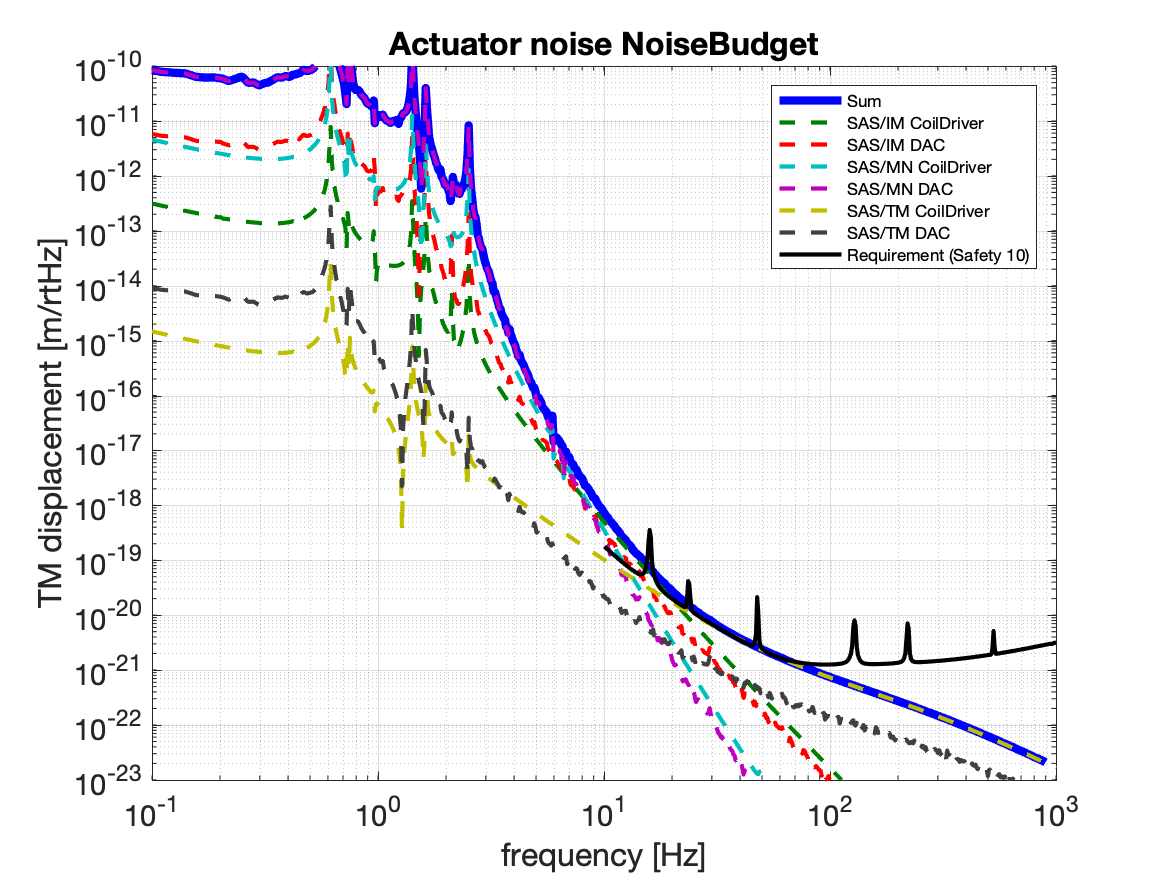 Actuator noise NoiseBudget
TM displacement [m/rtHz]
10^-10
10^-11
10^-12
10^-13
10^-14
10^-15
10^-16
10^-17
10^-18
10^-19
10^-20
10^-21
10^-22
10^-23
Sum
SAS/IM CoilDriver
SAS/IM DAC
SAS/MN CoilDriver
SAS/MN DAC
SAS/TM CoilDriver
SAS/TM DAC
Requirement (Safety 10)
10^-1 10^0 10^1 10^2 10^3
frequency [Hz]